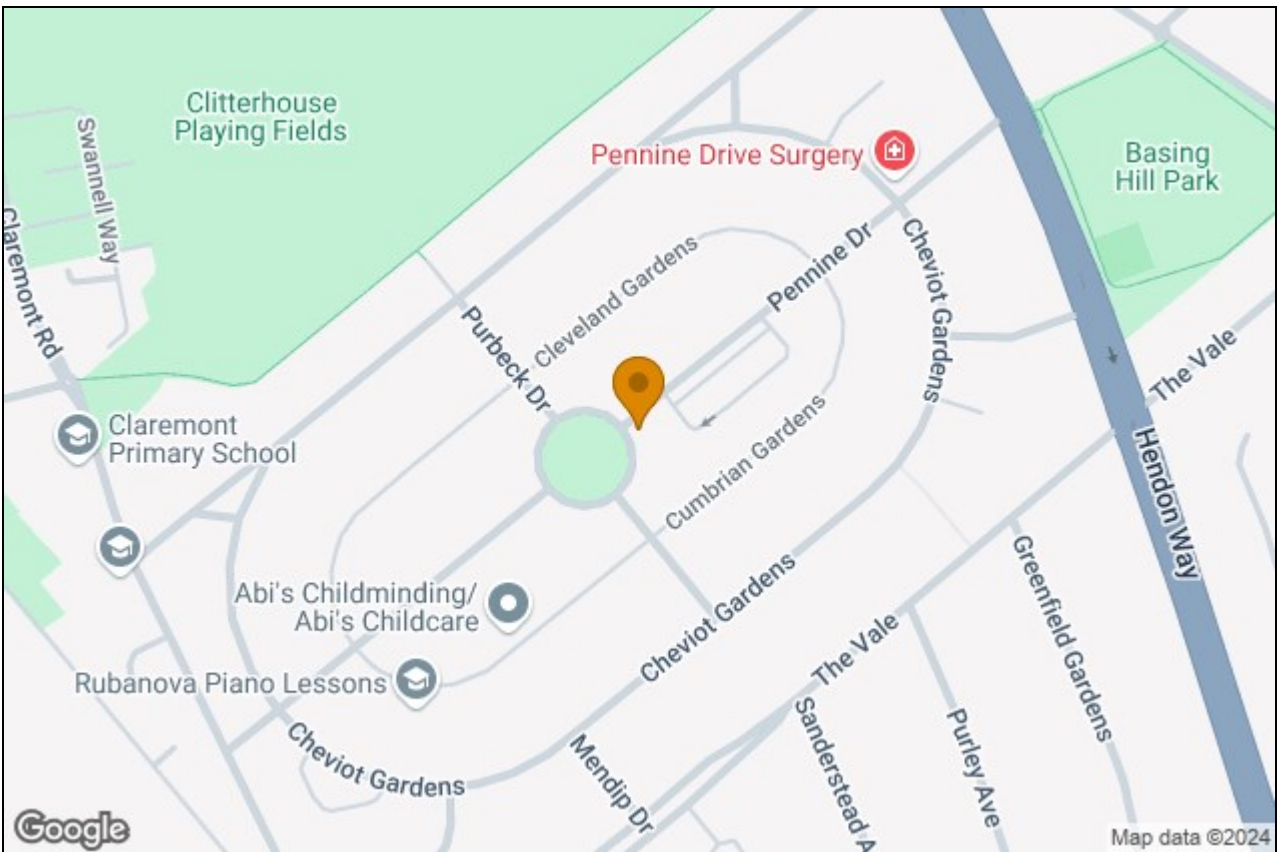 Clitterhouse
Playing Fields
Swannell Way
Claremont Rd
Pennine Drive Surgery
Basing
Hill Park
Cleveland Gardens
Pennine Dr
Cheviot Gardens
Purbeck Dr
The Vale
Claremont
Primary School
Cumbrian Gardens
Hendon Way
Abi's Childminding/
Abi's Childcare
Cheviot Gardens
The Vale
Greenfield Gardens
Rubanova Piano Lessons
Cheviot Gardens
Mendip Dr
Sanderstead A
Purley Ave
Google
Map data ©2024